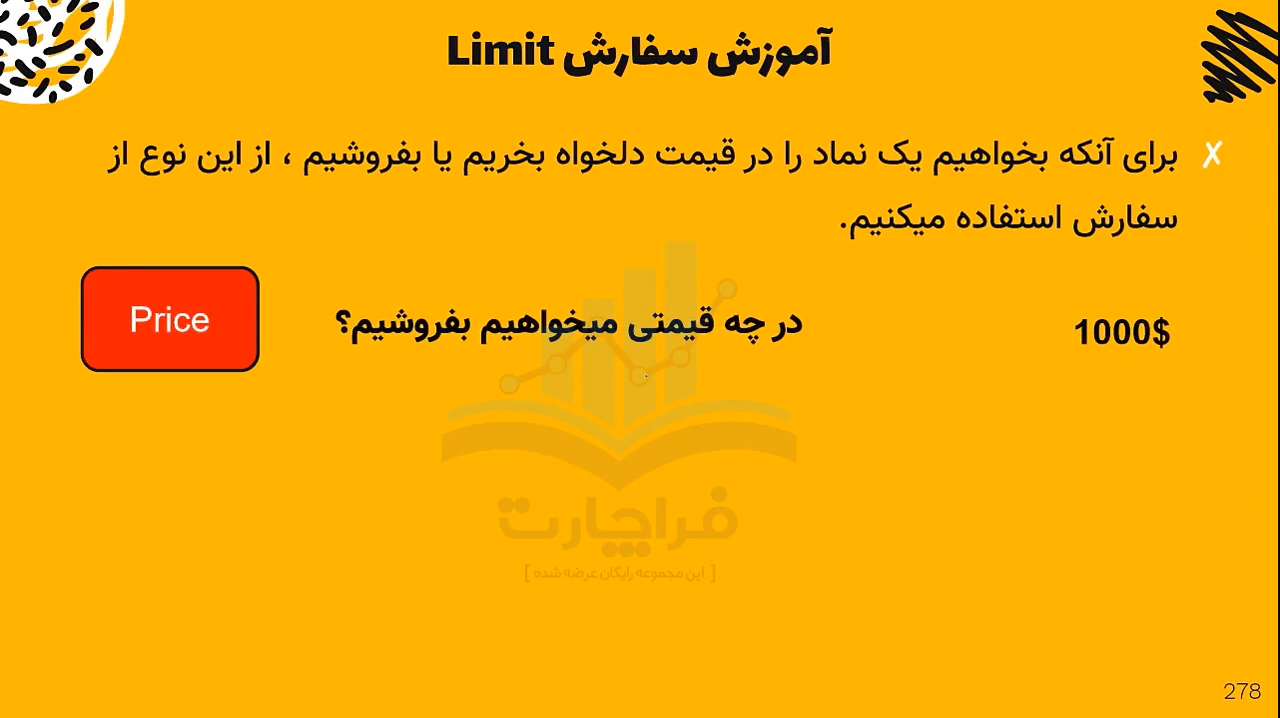 آموزش سفارش Limit
X برای آنکه بخواهیم یک نماد را در قیمت دلخواه بخریم یا بفروشیم ، از این نوع از
سفارش استفاده میکنیم.
1000$ در چه قیمتی میخواهیم بفروشیم؟ Price
فراچارت
[ این مجموعه رایگان عرضه شده ]
278